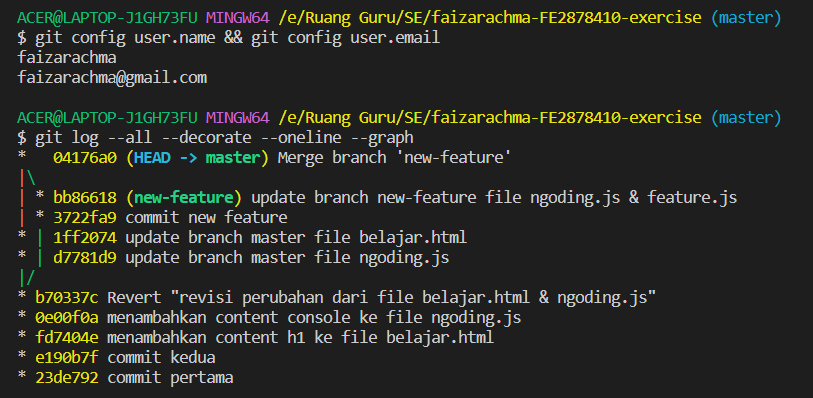 ACER@LAPTOP-J1GH73FU MINGW64 /e/Ruang Guru/SE/faizarachma-FE2878410-exercise (master)
$ git config user.name && git config user.email
faizarachma
faizarachma@gmail.com
ACER@LAPTOP-J1GH73FU MINGW64 /e/Ruang Guru/SE/faizarachma-FE2878410-exercise (master)
$ git log --all --decorate --oneline --graph
*   04176a0 (HEAD -> master) Merge branch 'new-feature'
|\
| * bb86618 (new-feature) update branch new-feature file ngoding.js & feature.js
| * 3722fa9 commit new feature
* | 1ff2074 update branch master file belajar.html
* | d7781d9 update branch master file ngoding.js
|/
* b70337c Revert "revisi perubahan dari file belajar.html & ngoding.js"
* 0e00f0a menambahkan content console ke file ngoding.js
* fd7404e menambahkan content h1 ke file belajar.html
* e190b7f commit kedua
* 23de792 commit pertama